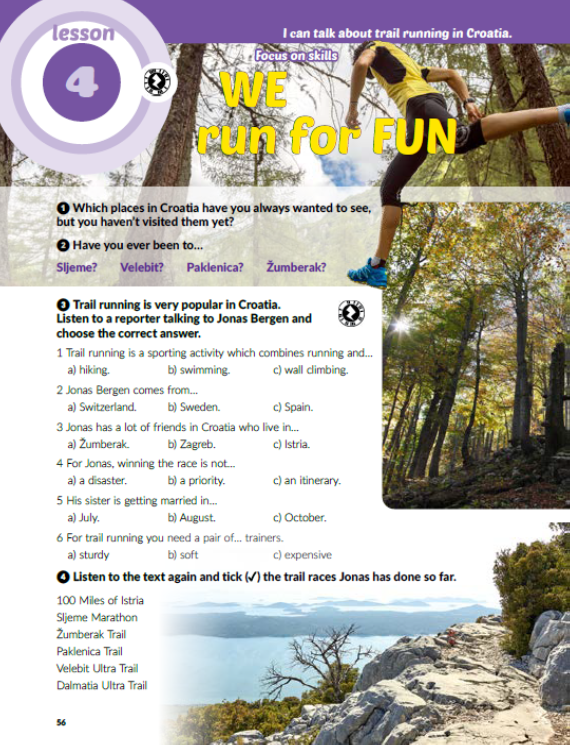 lesson
4
I can talk about trail running in Croatia.
Focus on skills
WE
run for FUN
1 Which places in Croatia have you always wanted to see,
but you haven't visited them yet?
2 Have you ever been to...
Sljeme? Velebit? Paklenica? Žumberak?
3 Trail running is very popular in Croatia.
Listen to a reporter talking to Jonas Bergen and
choose the correct answer.
1 Trail running is a sporting activity which combines running and...
a) hiking. b) swimming. c) wall climbing.
2 Jonas Bergen comes from...
a) Switzerland. b) Sweden. c) Spain.
3 Jonas has a lot of friends in Croatia who live in...
a) Žumberak. b) Zagreb. c) Istria.
4 For Jonas, winning the race is not...
a) a disaster. b) a priority. c) an itinerary.
5 His sister is getting married in...
a) July. b) August. c) October.
6 For trail running you need a pair of... trainers.
a) sturdy b) soft c) expensive
4 Listen to the text again and tick (✓) the trail races Jonas has done so far.
100 Miles of Istria
Sljeme Marathon
Žumberak Trail
Paklenica Trail
Velebit Ultra Trail
Dalmatia Ultra Trail
56